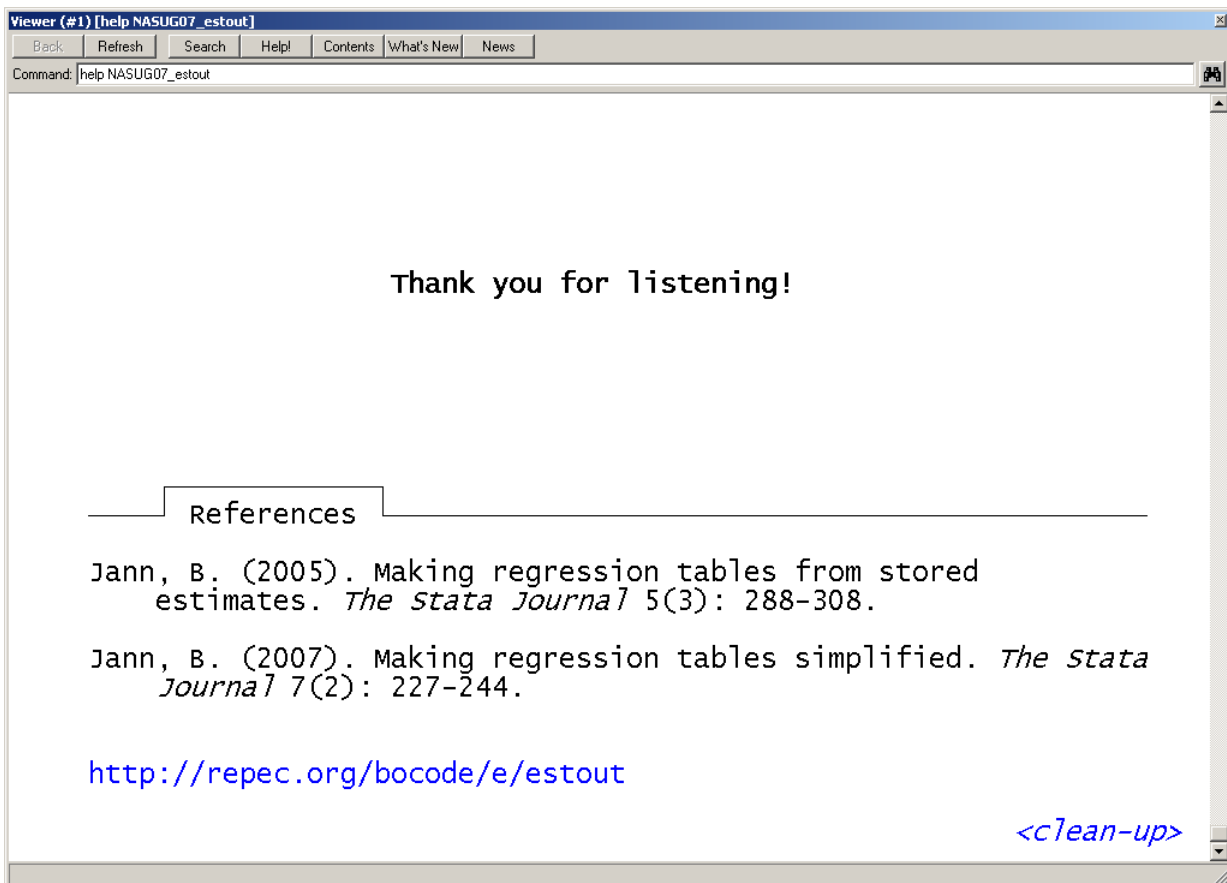 Viewer (#1) [help NASUG07_estout]
Back Refresh Search Help! Contents What's New News
Command: help NASUG07_estout
Thank you for listening!
References
Jann, B. (2005). Making regression tables from stored
estimates. The Stata Journal 5(3): 288-308.
Jann, B. (2007). Making regression tables simplified. The Stata
Journal 7(2): 227-244.
http://repec.org/bocode/e/estout
<clean-up>